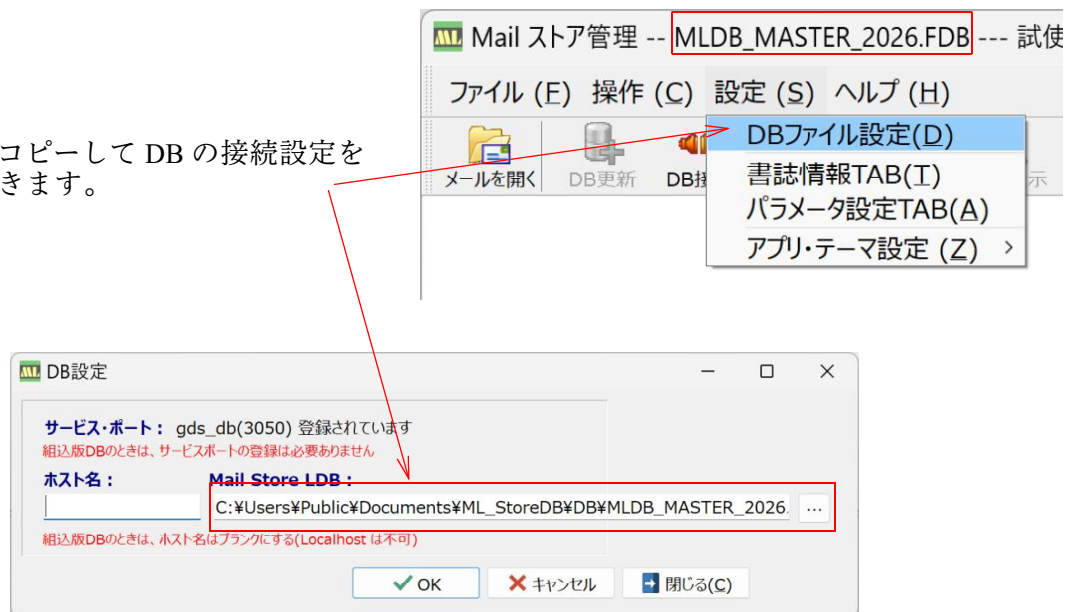 Mail ストア管理 -- MLDB_MASTER_2026.FDB --- 試使
ファイル (F) 操作 (C) 設定 (S) ヘルプ (H)
メールを開く DB更新 DB接 示
DBファイル設定(D)
書誌情報TAB(T)
パラメータ設定TAB(A)
アプリ・テーマ設定 (Z) >
コピーして DB の接続設定を
きます。
DB設定
サービス・ポート： gds_db(3050) 登録されています
組込版DBのときは、サービスポートの登録は必要ありません
ホスト名： Mail Store LDB：
C:¥Users¥Public¥Documents¥ML_StoreDB¥DB¥MLDB_MASTER_2026. ...
組込版DBのときは、ホスト名はブランクにする(Localhost は不可)
OK キャンセル 閉じる(C)